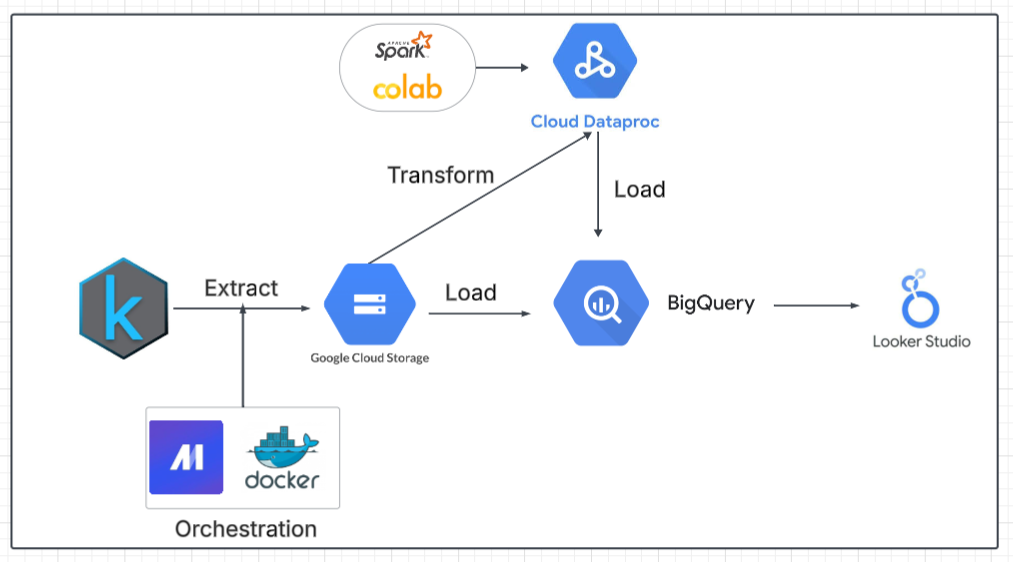 APACHE
Spark
colab
Cloud Dataproc
Transform
Load
k
Extract
Load
BigQuery
Google Cloud Storage
Looker Studio
docker
Orchestration